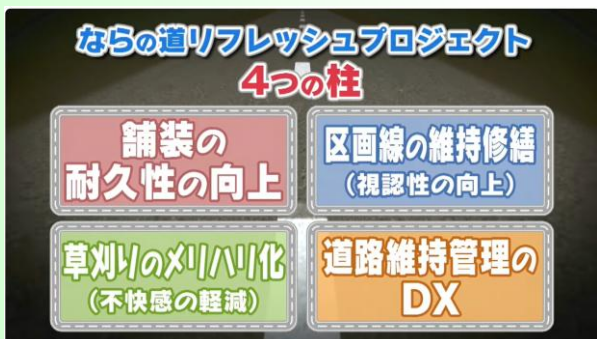 ならの道リフレッシュプロジェクト
4つの柱
舗装の
耐久性の向上
区画線の維持修繕
(視認性の向上)
草刈りのメリハリ化
(不快感の軽減)
道路維持管理の
DX